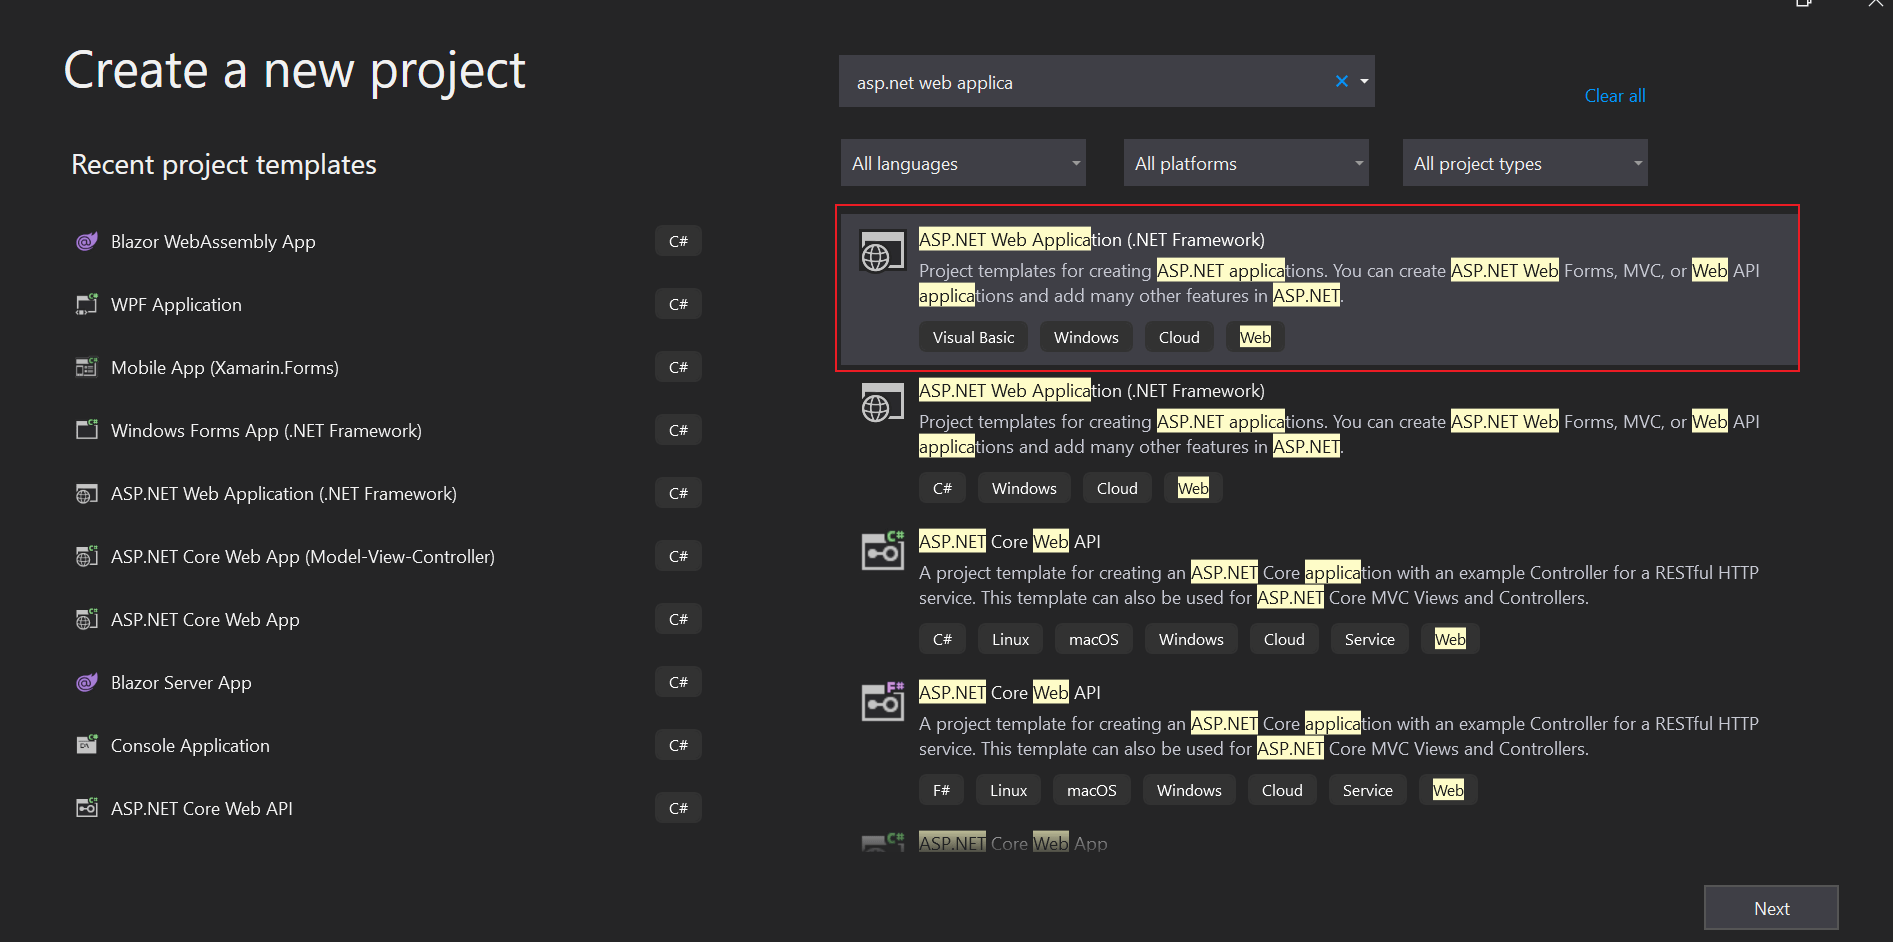 Create a new project
asp.net web applica
Clear all
All languages
All platforms
All project types
Recent project templates
Blazor WebAssembly App
C#
WPF Application
C#
Mobile App (Xamarin.Forms)
C#
Windows Forms App (.NET Framework)
C#
ASP.NET Web Application (.NET Framework)
C#
ASP.NET Core Web App (Model-View-Controller)
C#
ASP.NET Core Web App
C#
Blazor Server App
C#
Console Application
C#
ASP.NET Core Web API
C#
ASP.NET Web Application (.NET Framework)
Project templates for creating ASP.NET applications. You can create ASP.NET Web Forms, MVC, or Web API
applications and add many other features in ASP.NET.
Visual Basic Windows Cloud Web
ASP.NET Web Application (.NET Framework)
Project templates for creating ASP.NET applications. You can create ASP.NET Web Forms, MVC, or Web API
applications and add many other features in ASP.NET.
C# Windows Cloud Web
ASP.NET Core Web API
A project template for creating an ASP.NET Core application with an example Controller for a RESTful HTTP
service. This template can also be used for ASP.NET Core MVC Views and Controllers.
C# Linux macOS Windows Cloud Service Web
ASP.NET Core Web API
A project template for creating an ASP.NET Core application with an example Controller for a RESTful HTTP
service. This template can also be used for ASP.NET Core MVC Views and Controllers.
F# Linux macOS Windows Cloud Service Web
ASP.NET Core Web App
Next